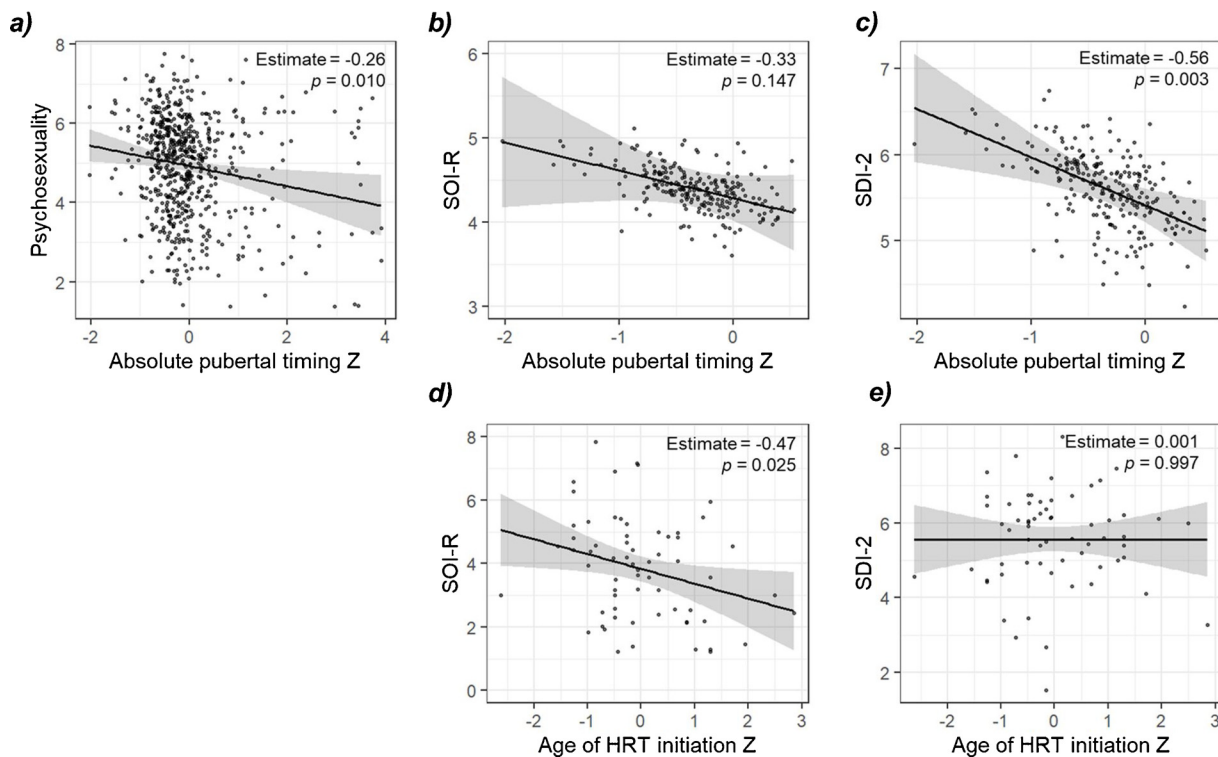 a)
Estimate = -0.26
p = 0.010
Psychosexuality
8
6
4
2
-2 0 2 4
Absolute pubertal timing Z
b)
Estimate = -0.33
p = 0.147
SOI-R
6
5
4
3
-2 -1 0
Absolute pubertal timing Z
c)
Estimate = -0.56
p = 0.003
SDI-2
7
6
5
-2 -1 0
Absolute pubertal timing Z
d)
Estimate = -0.47
p = 0.025
SOI-R
8
6
4
2
0
-2 -1 0 1 2 3
Age of HRT initiation Z
e)
Estimate = 0.001
p = 0.997
SDI-2
8
6
4
2
-2 -1 0 1 2 3
Age of HRT initiation Z